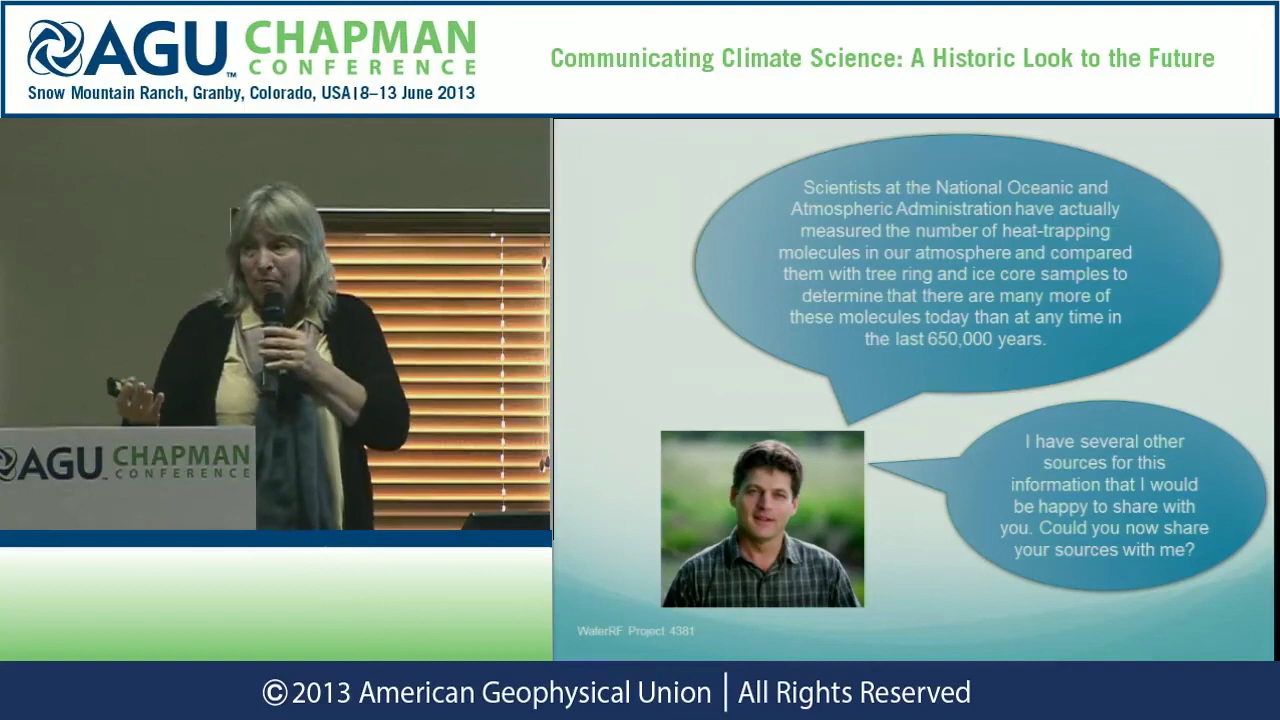 AGU CHAPMAN
™ CONFERENCE
Snow Mountain Ranch, Granby, Colorado, USA|8–13 June 2013
Communicating Climate Science: A Historic Look to the Future
Scientists at the National Oceanic and
Atmospheric Administration have actually
measured the number of heat-trapping
molecules in our atmosphere and compared
them with tree ring and ice core samples to
determine that there are many more of
these molecules today than at any time in
the last 650,000 years.
I have several other
sources for this
information that I would
be happy to share with
you. Could you now share
your sources with me?
WaterRF Project 4381
AGU CHAPMAN
CONFERENCE
©2013 American Geophysical Union | All Rights Reserved